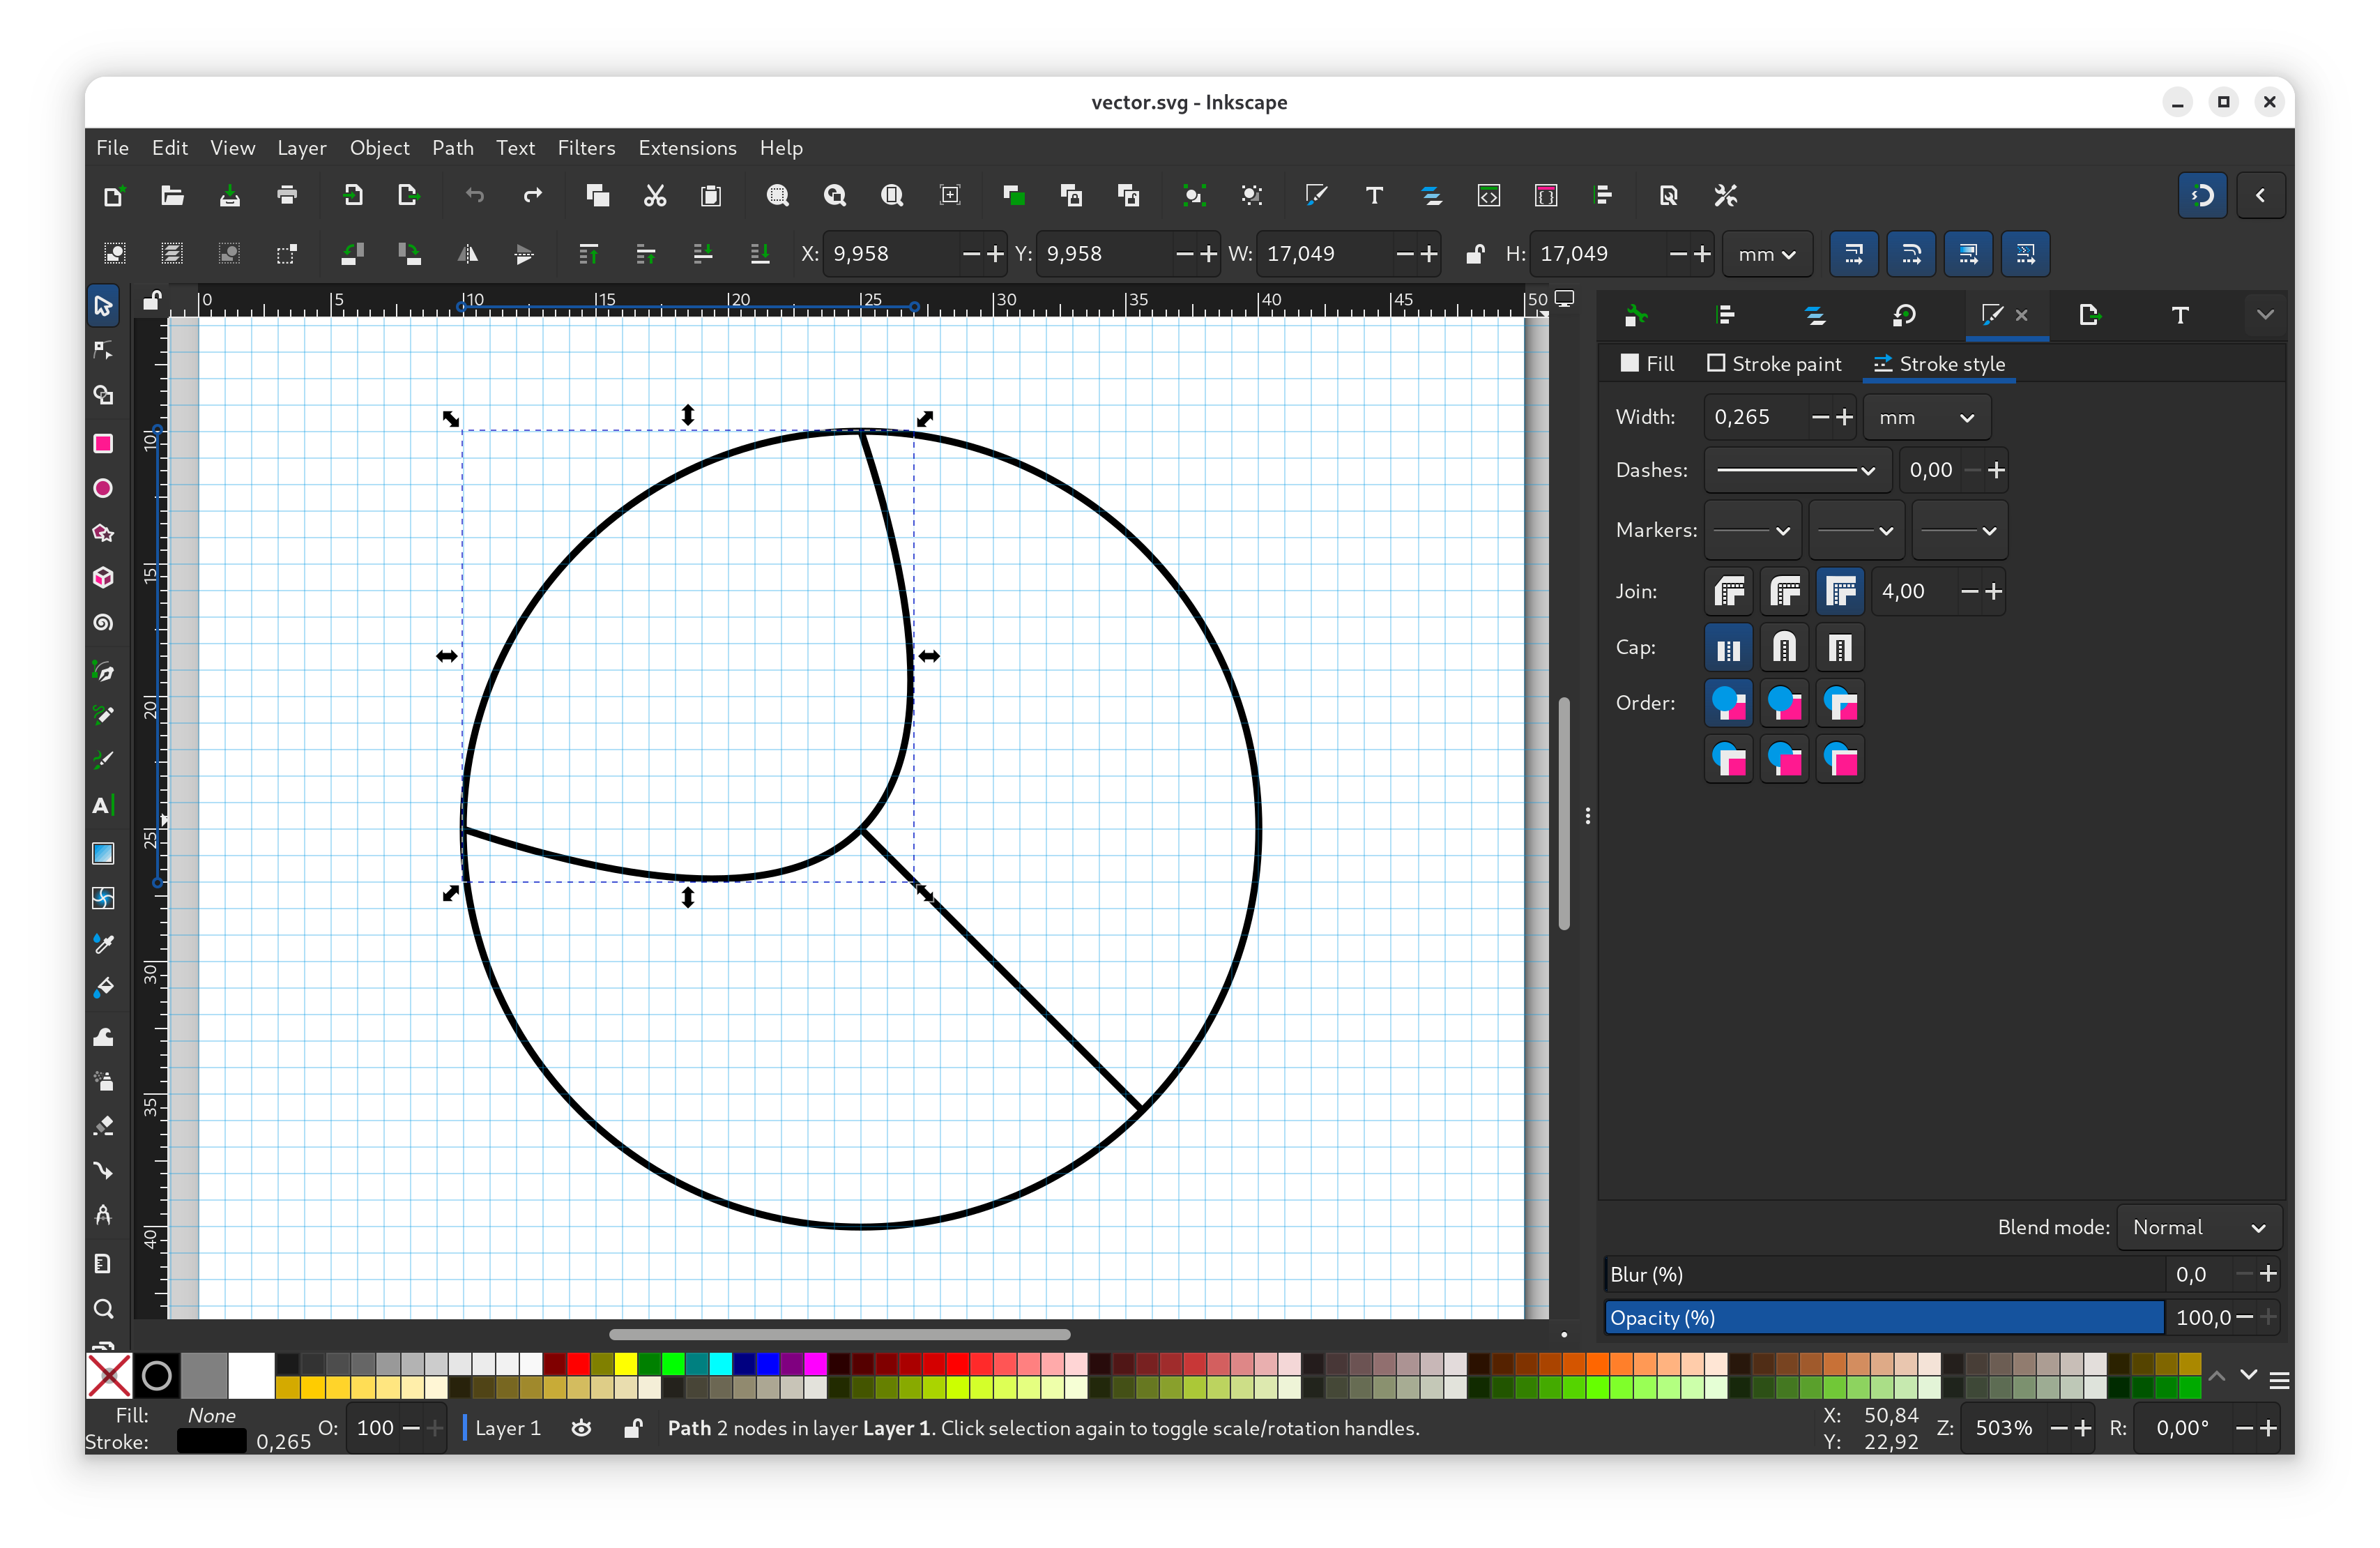 vector.svg - Inkscape
File Edit View Layer Object Path Text Filters Extensions Help
X: 9,958 Y: 9,958 W: 17,049 H: 17,049 mm
0 5 10 15 20 25 30 35 40 45 50
Fill Stroke paint Stroke style
Width: 0,265 mm
Dashes: 0,00
Markers:
Join: 4,00
Cap:
Order:
10
15
20
25
30
35
40
Blend mode: Normal
Blur (%) 0,0
Opacity (%) 100,0
Fill: None
Stroke: 0,265
O: 100
Layer 1
Path 2 nodes in layer Layer 1. Click selection again to toggle scale/rotation handles.
X: 50,84
Y: 22,92
Z: 503%
R: 0,00°